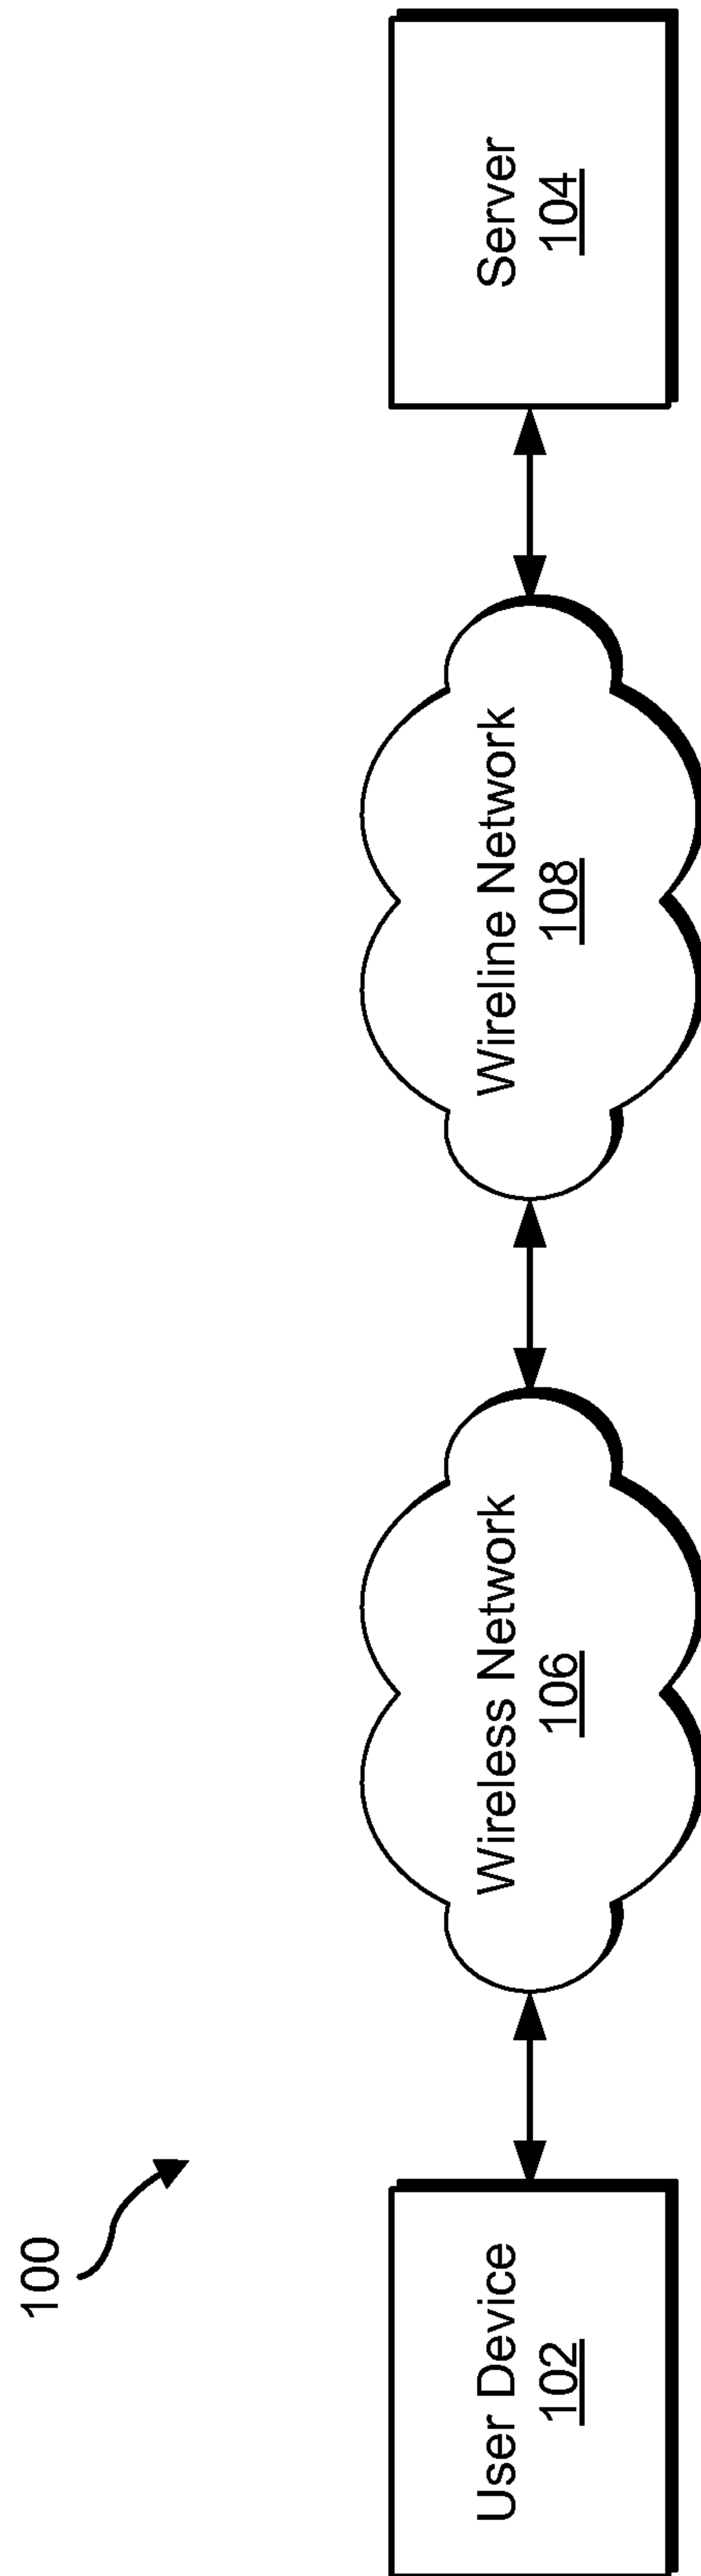 100
User Device
102
Wireless Network
106
Wireline Network
108
Server
104